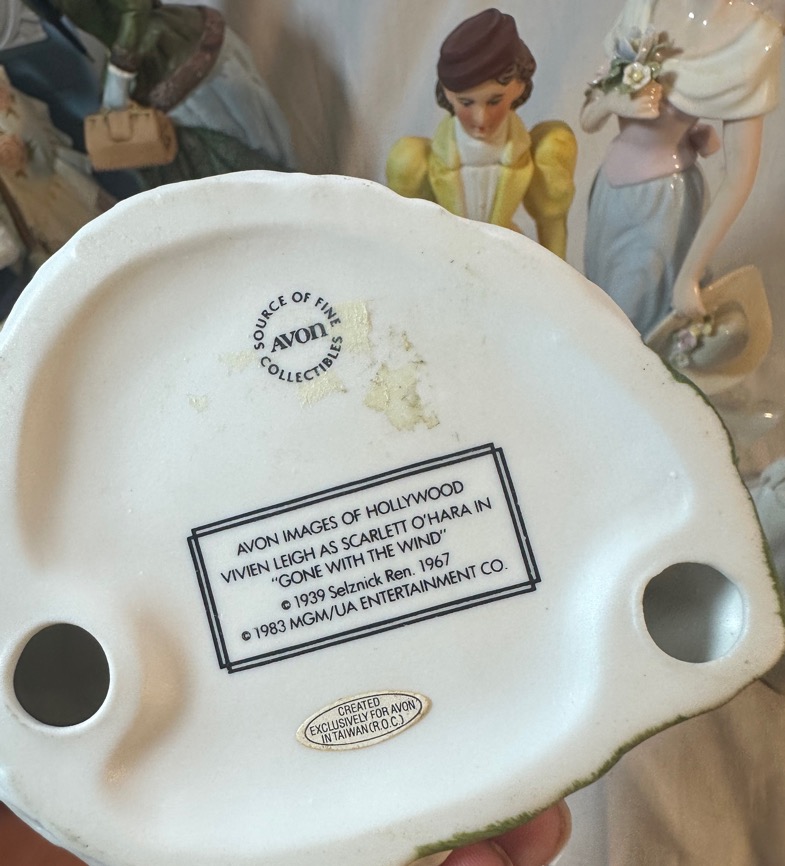 SOURCE OF FINE
AVON
COLLECTIBLES
AVON IMAGES OF HOLLYWOOD
VIVIEN LEIGH AS SCARLETT O'HARA IN
"GONE WITH THE WIND"
© 1939 Selznick Ren. 1967
© 1983 MGM/UA ENTERTAINMENT CO.
CREATED
EXCLUSIVELY FOR AVON
IN TAIWAN (R.O.C.)